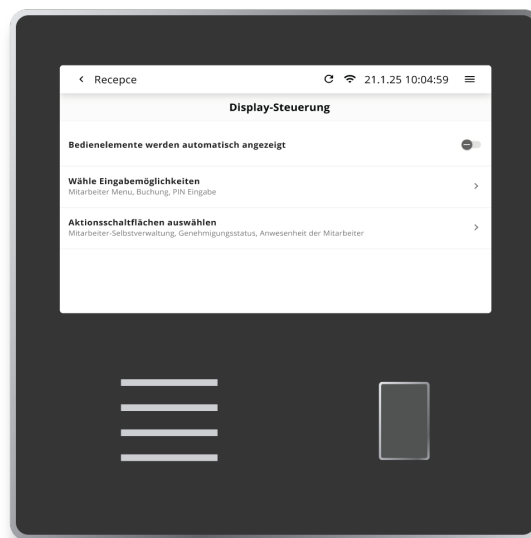 Recepce
21.1.25 10:04:59
Display-Steuerung
Bedienelemente werden automatisch angezeigt
Wähle Eingabemöglichkeiten
Mitarbeiter Menu, Buchung, PIN Eingabe
Aktionsschaltflächen auswählen
Mitarbeiter-Selbstverwaltung, Genehmigungsstatus, Anwesenheit der Mitarbeiter